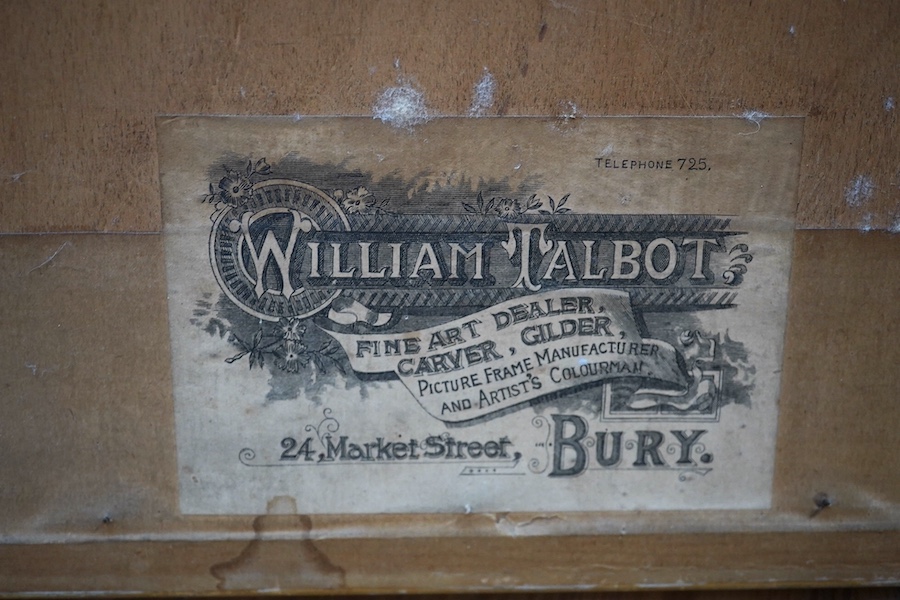 TELEPHONE 725.
WILLIAM TALBOT
FINE ART DEALER,
CARVER, GILDER,
PICTURE FRAME MANUFACTURER
AND ARTIST'S COLOURMAN.
24, Market Street,
BURY.